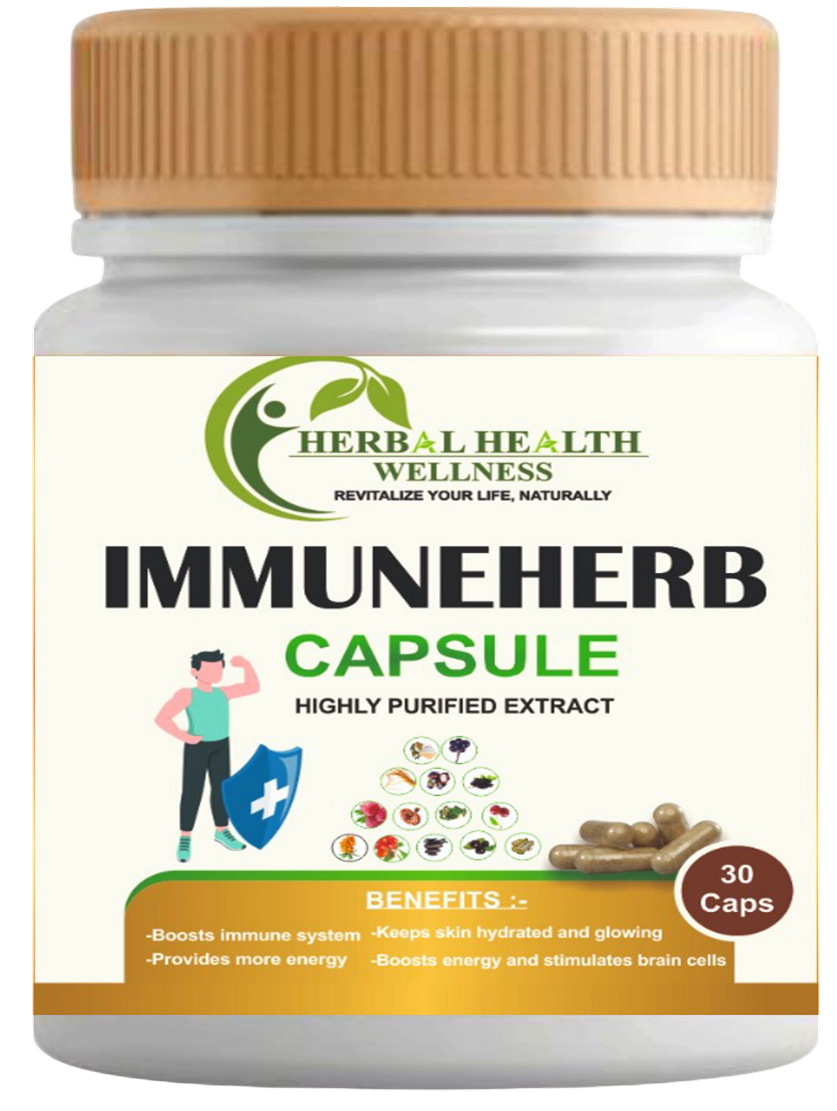 HERBAL HEALTH
WELLNESS
REVITALIZE YOUR LIFE, NATURALLY
IMMUNEHERB
CAPSULE
HIGHLY PURIFIED EXTRACT
30
Caps
BENEFITS :-
-Boosts immune system
-Provides more energy
-Keeps skin hydrated and glowing
-Boosts energy and stimulates brain cells